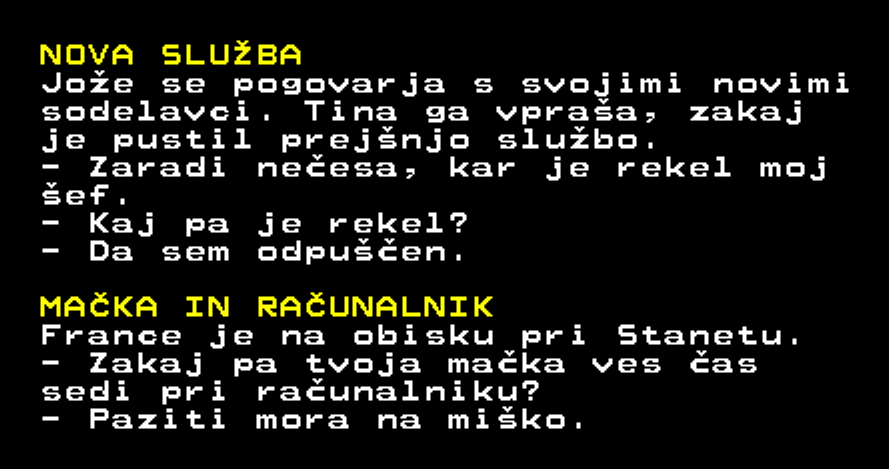 NOVA SLUŽBA
Jože se pogovarja s svojimi novimi
sodelavci. Tina ga vpraša, zakaj
je pustil prejšnjo službo.
- Zaradi nečesa, kar je rekel moj
šef.
- Kaj pa je rekel?
- Da sem odpuščen.
MAČKA IN RAČUNALNIK
France je na obisku pri Stanetu.
- Zakaj pa tvoja mačka ves čas
sedi pri računalniku?
- Paziti mora na miško.